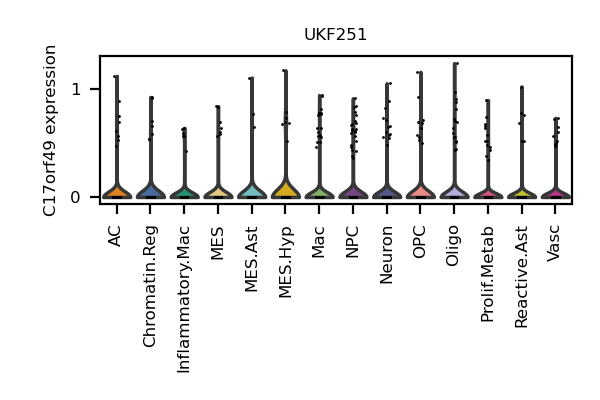 UKF251
C17orf49 expression
1
0
AC
Chromatin.Reg
Inflammatory.Mac
MES
MES.Ast
MES.Hyp
Mac
NPC
Neuron
OPC
Oligo
Prolif.Metab
Reactive.Ast
Vasc